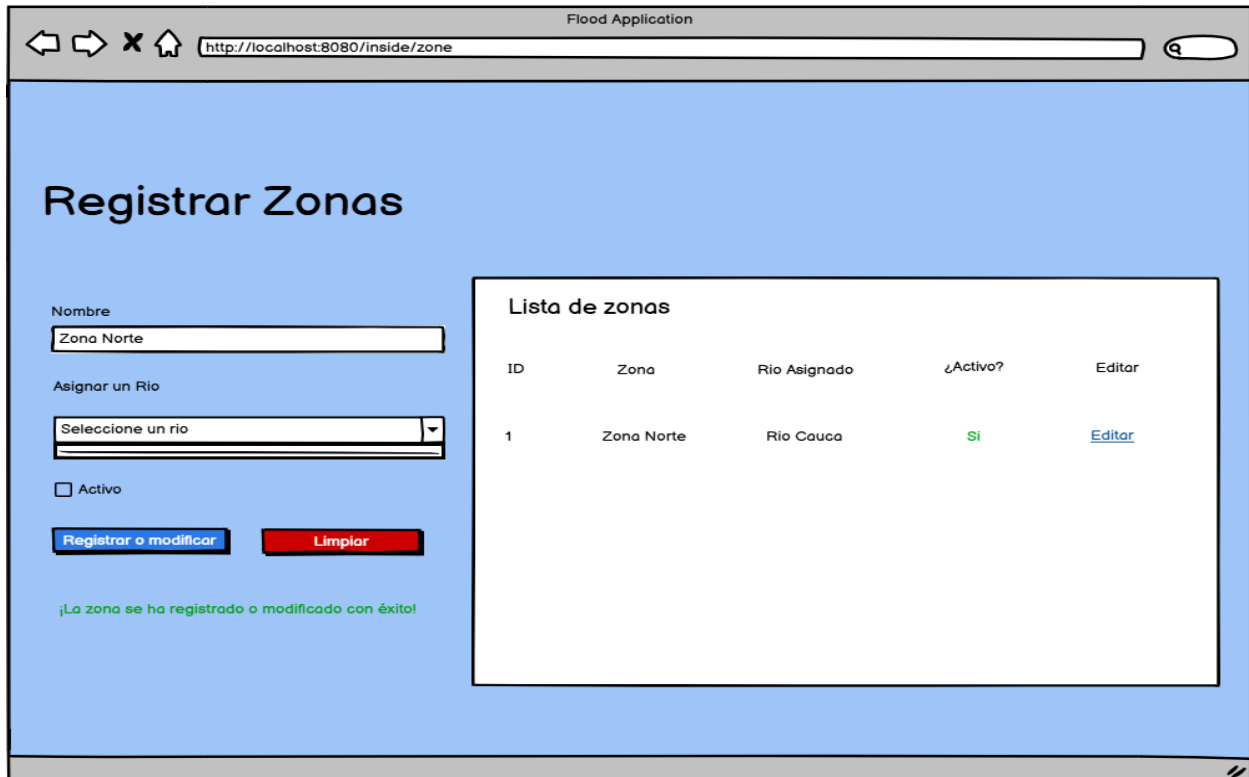 Flood Application
http://localhost:8080/inside/zone
Registrar Zonas
Nombre
Zona Norte
Asignar un Rio
Seleccione un rio
Activo
Registrar o modificar Limpiar
¡La zona se ha registrado o modificado con éxito!
Lista de zonas
ID Zona Rio Asignado ¿Activo? Editar
1 Zona Norte Rio Cauca Si Editar